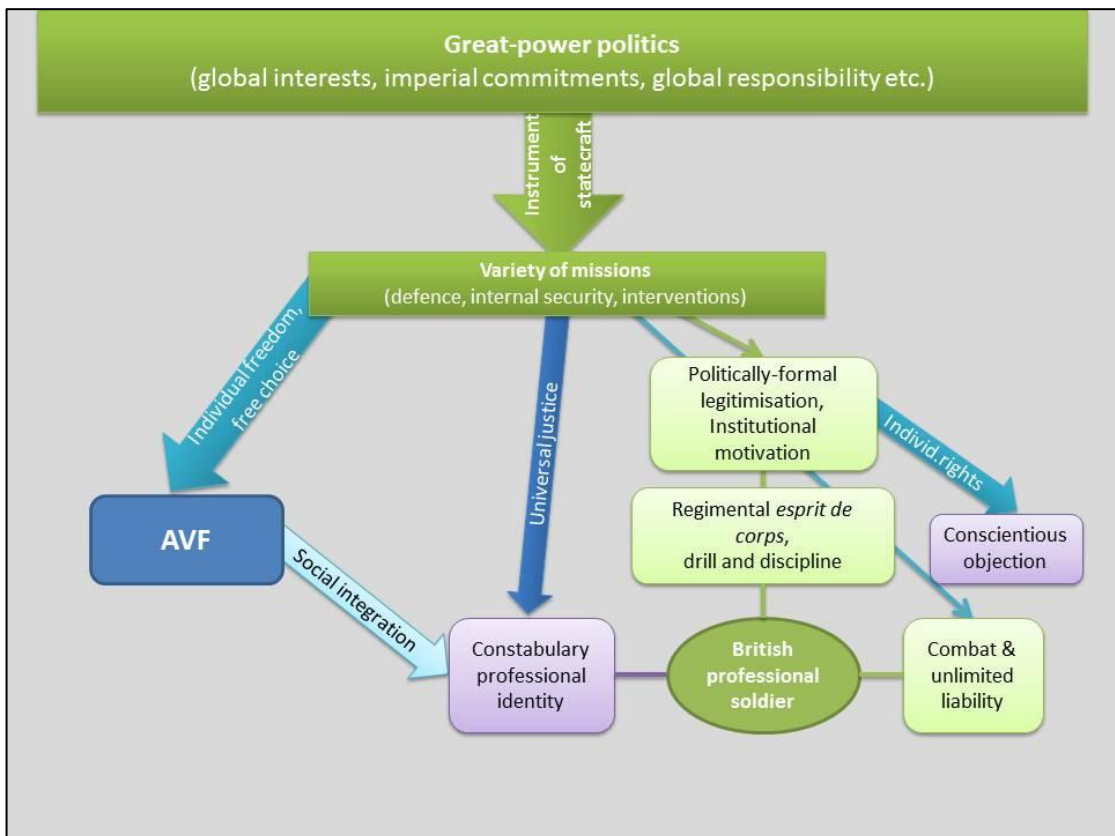 Great-power politics
(global interests, imperial commitments, global responsibility etc.)
Instrument
of
statecraft
Variety of missions
(defence, internal security, interventions)
Individual freedom,
free choice
Universal justice
Politically-formal
legitimisation,
Institutional
motivation
Individ.rights
AVF
Regimental esprit de
corps,
drill and discipline
Conscientious
objection
Social integration
Constabulary
professional
identity
British
professional
soldier
Combat &
unlimited
liability